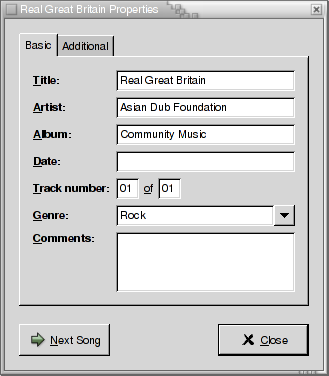 Real Great Britain Properties
Basic Additional
Title: Real Great Britain
Artist: Asian Dub Foundation
Album: Community Music
Date:
Track number: 01 of 01
Genre: Rock
Comments:
Next Song Close